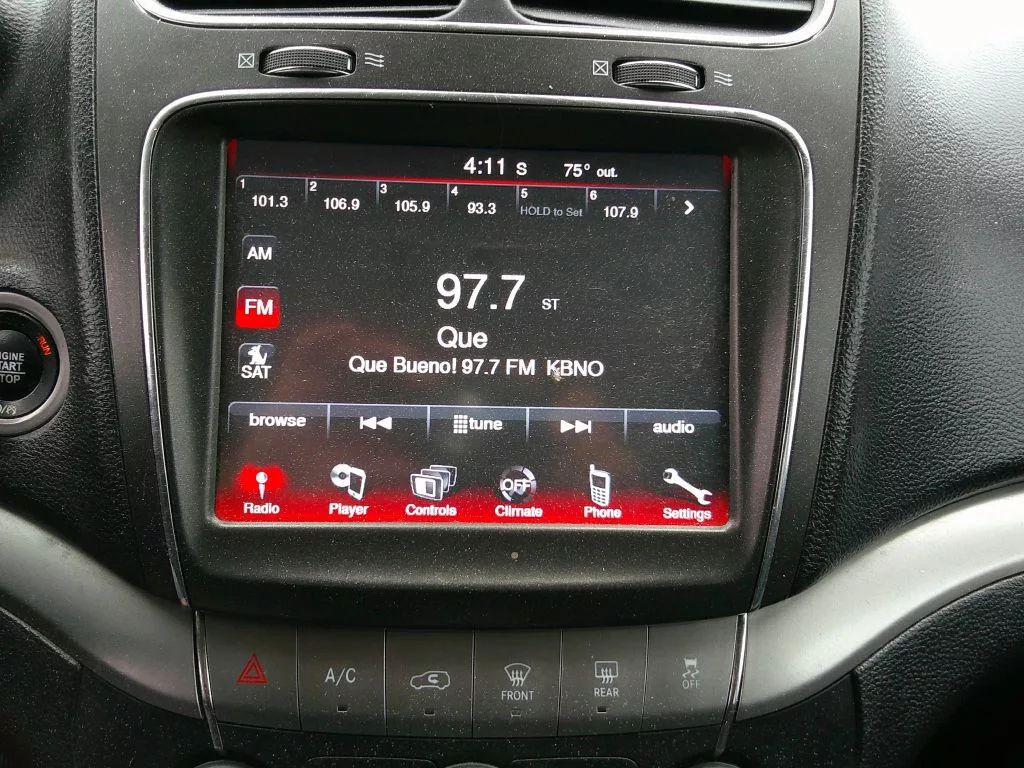 4:11 S 75° out.
1 2 3 4 5 6
101.3 106.9 105.9 93.3 HOLD to Set 107.9
AM
97.7 ST
FM
Que
Que Bueno! 97.7 FM KBNO
SAT
browse tune audio
OFF
Radio Player Controls Climate Phone Settings
RUN
ENGINE
START
STOP
A/C FRONT REAR OFF